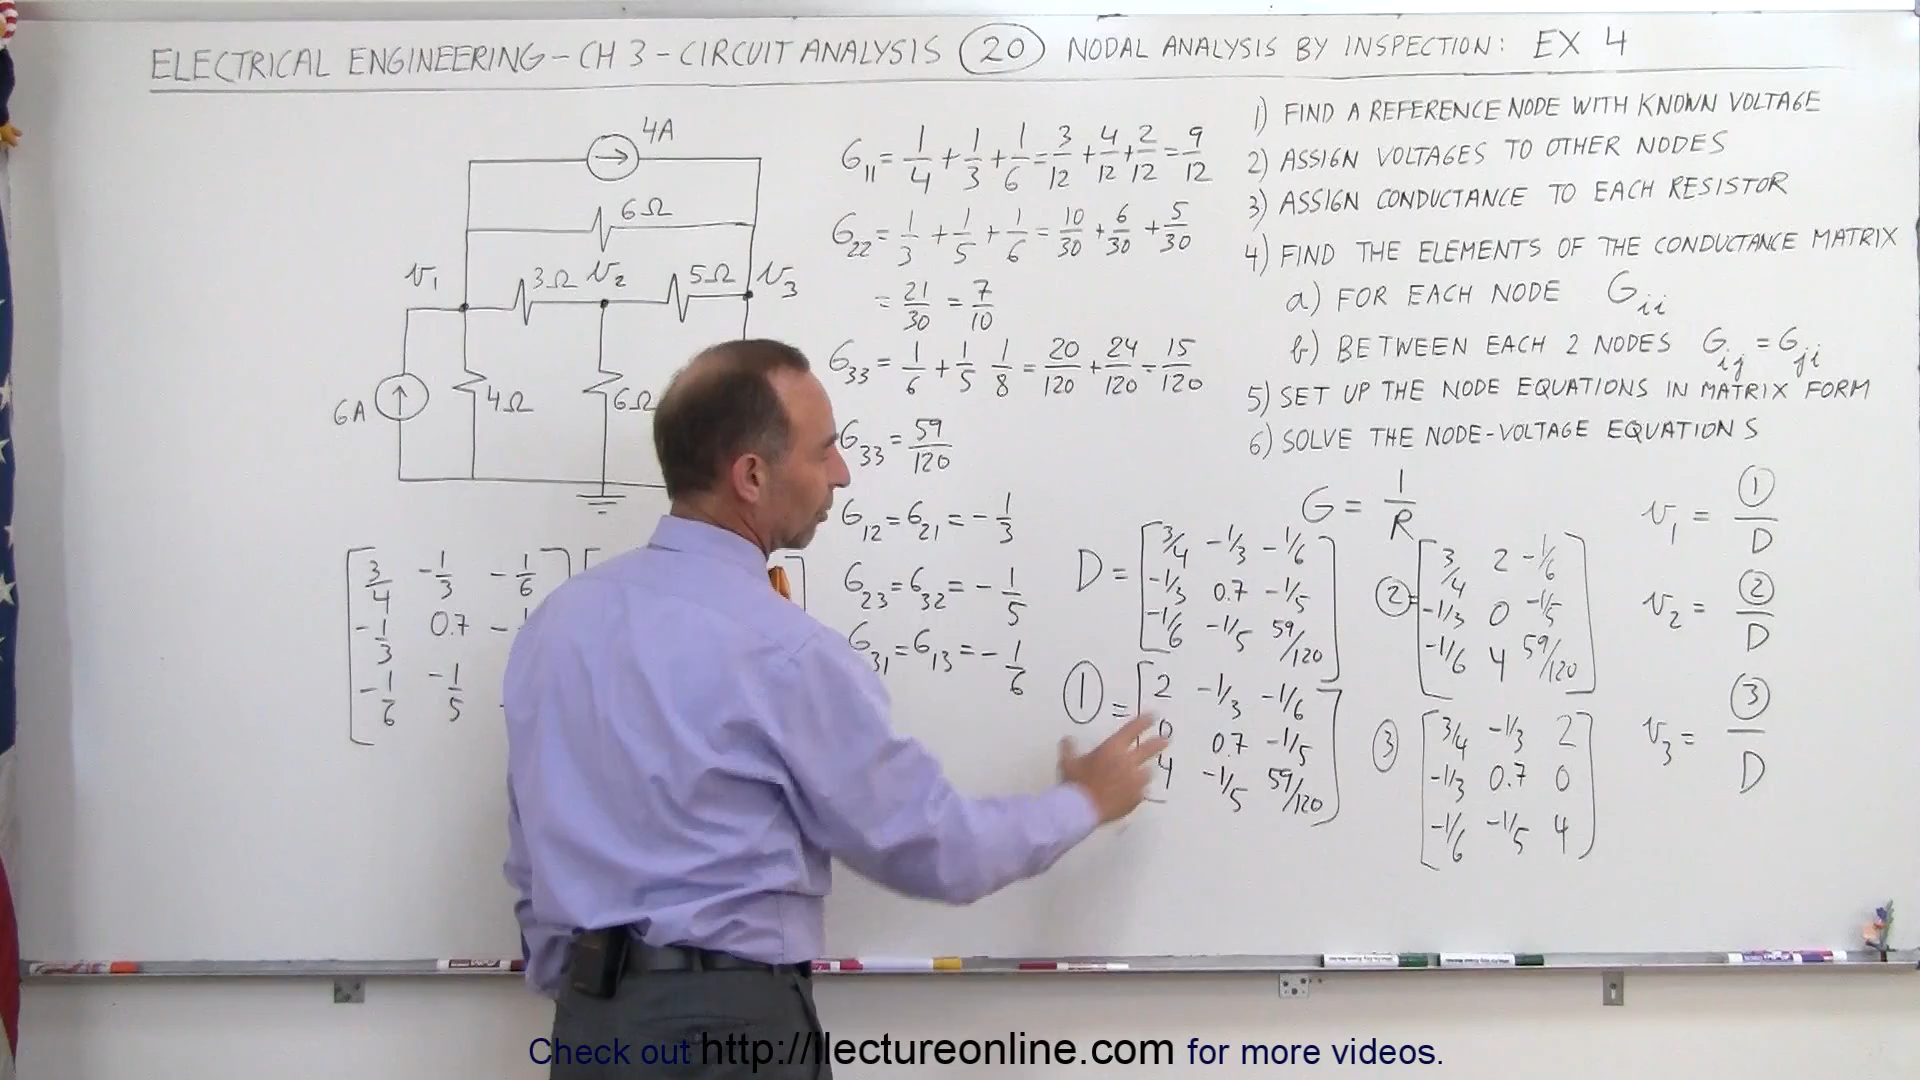 ELECTRICAL ENGINEERING - CH 3 - CIRCUIT ANALYSIS (20) NODAL ANALYSIS BY INSPECTION: EX 4
4A
6Ω
v₁ 3Ω v₂ 5Ω v₃
6A 4Ω 6Ω
[3/4 -1/3 -1/6]
[-1/3 0.7 -
[-1/6 -1/5
G₁₁ = 1/4 + 1/3 + 1/6 = 3/12 + 4/12 + 2/12 = 9/12
G₂₂ = 1/3 + 1/5 + 1/6 = 10/30 + 6/30 + 5/30
= 21/30 = 7/10
G₃₃ = 1/6 + 1/5 1/8 = 20/120 + 24/120 = 15/120
G₃₃ = 59/120
G₁₂ = G₂₁ = -1/3
G₂₃ = G₃₂ = -1/5
G₃₁ = G₁₃ = -1/6
1) FIND A REFERENCE NODE WITH KNOWN VOLTAGE
2) ASSIGN VOLTAGES TO OTHER NODES
3) ASSIGN CONDUCTANCE TO EACH RESISTOR
4) FIND THE ELEMENTS OF THE CONDUCTANCE MATRIX
a) FOR EACH NODE Gii
b) BETWEEN EACH 2 NODES Gij = Gji
5) SET UP THE NODE EQUATIONS IN MATRIX FORM
6) SOLVE THE NODE-VOLTAGE EQUATIONS
G = 1/R
D = [3/4 -1/3 -1/6]
[-1/3 0.7 -1/5]
[-1/6 -1/5 59/120]
① = [2 -1/3 -1/6]
[0 0.7 -1/5]
[4 -1/5 59/120]
② = [3/4 2 -1/6]
[-1/3 0 -1/5]
[-1/6 4 59/120]
③ [3/4 -1/3 2]
[-1/3 0.7 0]
[-1/6 -1/5 4]
v₁ = ①/D
v₂ = ②/D
v₃ = ③/D
Check out http://ilectureonline.com for more videos.